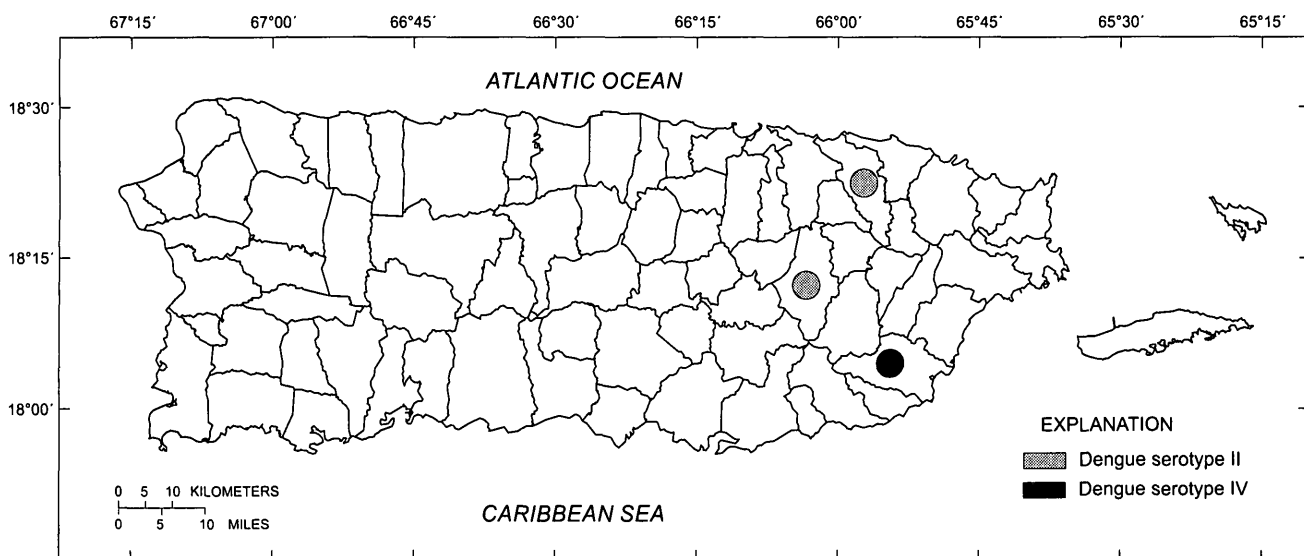 67°15´ 67°00´ 66°45´ 66°30´ 66°15´ 66°00´ 65°45´ 65°30´ 65°15´
ATLANTIC OCEAN
18°30´
18°15´
18°00´
EXPLANATION
Dengue serotype II
Dengue serotype IV
0 5 10 KILOMETERS
0 5 10 MILES
CARIBBEAN SEA